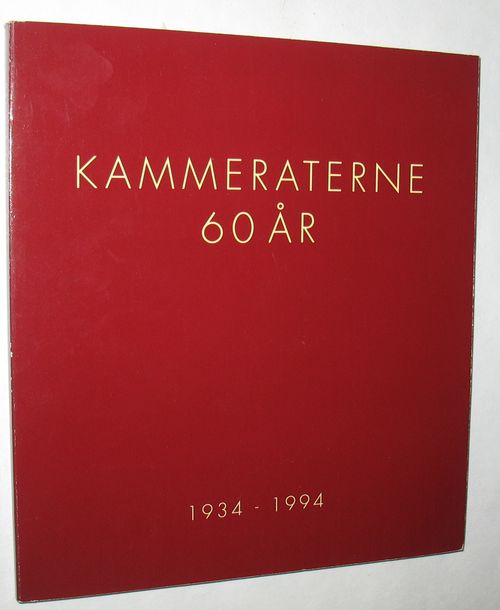 KAMMERATERNE
60 ÅR
1934 - 1994